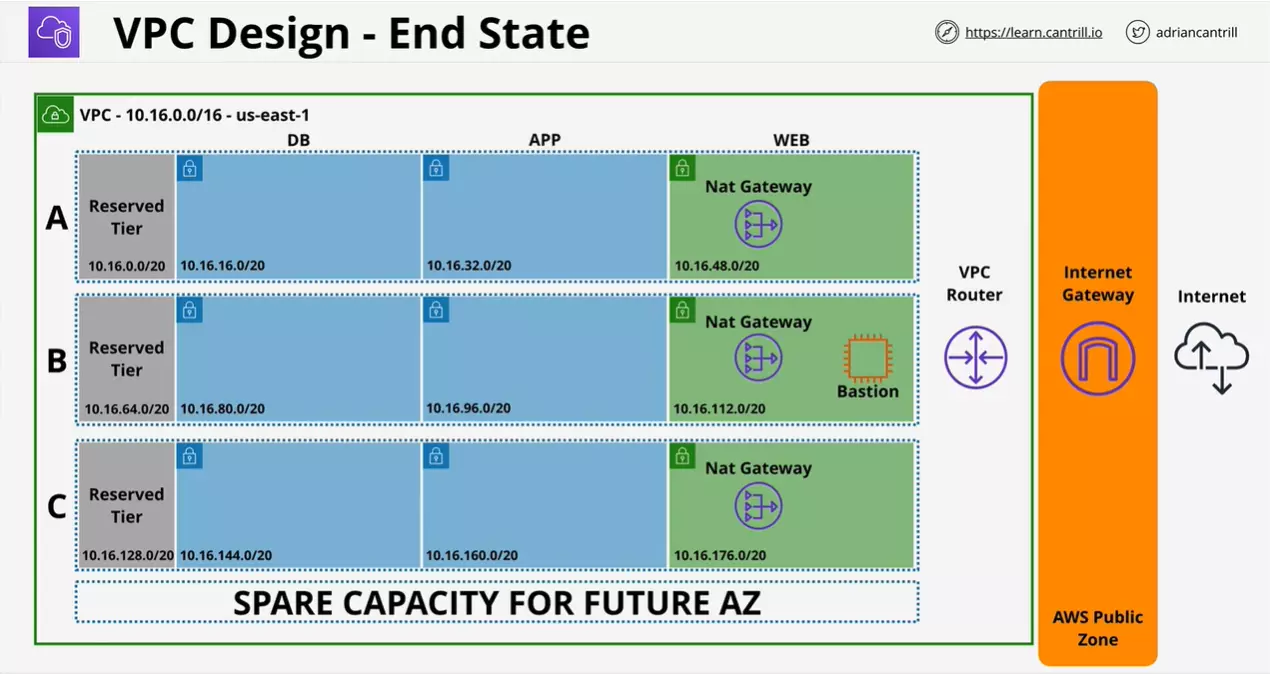 VPC Design - End State
https://learn.cantrill.io
adriancantrill
VPC - 10.16.0.0/16 - us-east-1
DB
APP
WEB
A
Reserved
Tier
10.16.0.0/20
10.16.16.0/20
10.16.32.0/20
Nat Gateway
10.16.48.0/20
B
Reserved
Tier
10.16.64.0/20
10.16.80.0/20
10.16.96.0/20
Nat Gateway
Bastion
10.16.112.0/20
C
Reserved
Tier
10.16.128.0/20
10.16.144.0/20
10.16.160.0/20
Nat Gateway
10.16.176.0/20
SPARE CAPACITY FOR FUTURE AZ
VPC
Router
Internet
Gateway
AWS Public
Zone
Internet